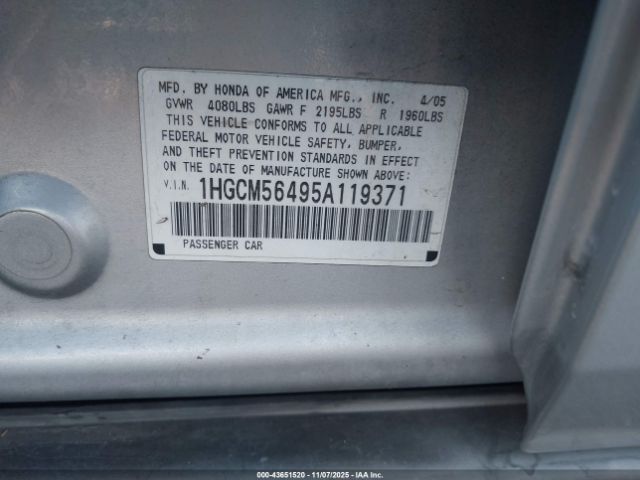 MFD. BY HONDA OF AMERICA MFG., INC. 4/05
GVWR 4080LBS GAWR F 2195LBS R 1960LBS
THIS VEHICLE CONFORMS TO ALL APPLICABLE
FEDERAL MOTOR VEHICLE SAFETY, BUMPER,
AND THEFT PREVENTION STANDARDS IN EFFECT
ON THE DATE OF MANUFACTURE SHOWN ABOVE:
V.I.N. 1HGCM56495A119371
PASSENGER CAR
000-43651520 - 11/07/2025 - IAAI.COM